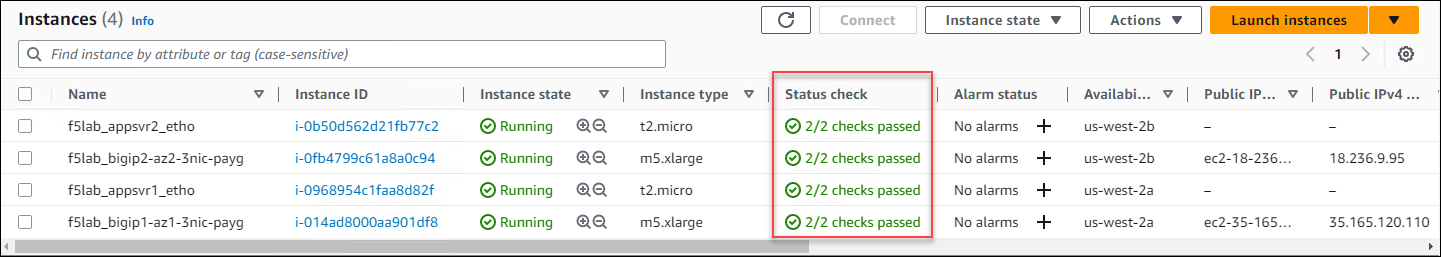 Instances (4) Info Connect Instance state Actions Launch instances
Find instance by attribute or tag (case-sensitive) 1
Name Instance ID Instance state Instance type Status check Alarm status Availabi... Public IP... Public IPv4 ...
f5lab_appsvr2_etho i-0b50d562d21fb77c2 Running t2.micro 2/2 checks passed No alarms + us-west-2b –
f5lab_bigip2-az2-3nic-payg i-0fb4799c61a8a0c94 Running m5.xlarge 2/2 checks passed No alarms + us-west-2b ec2-18-236... 18.236.9.95
f5lab_appsvr1_etho i-0968954c1faa8d82f Running t2.micro 2/2 checks passed No alarms + us-west-2a – –
f5lab_bigip1-az1-3nic-payg i-014ad8000aa901df8 Running m5.xlarge 2/2 checks passed No alarms + us-west-2a ec2-35-165... 35.165.120.110